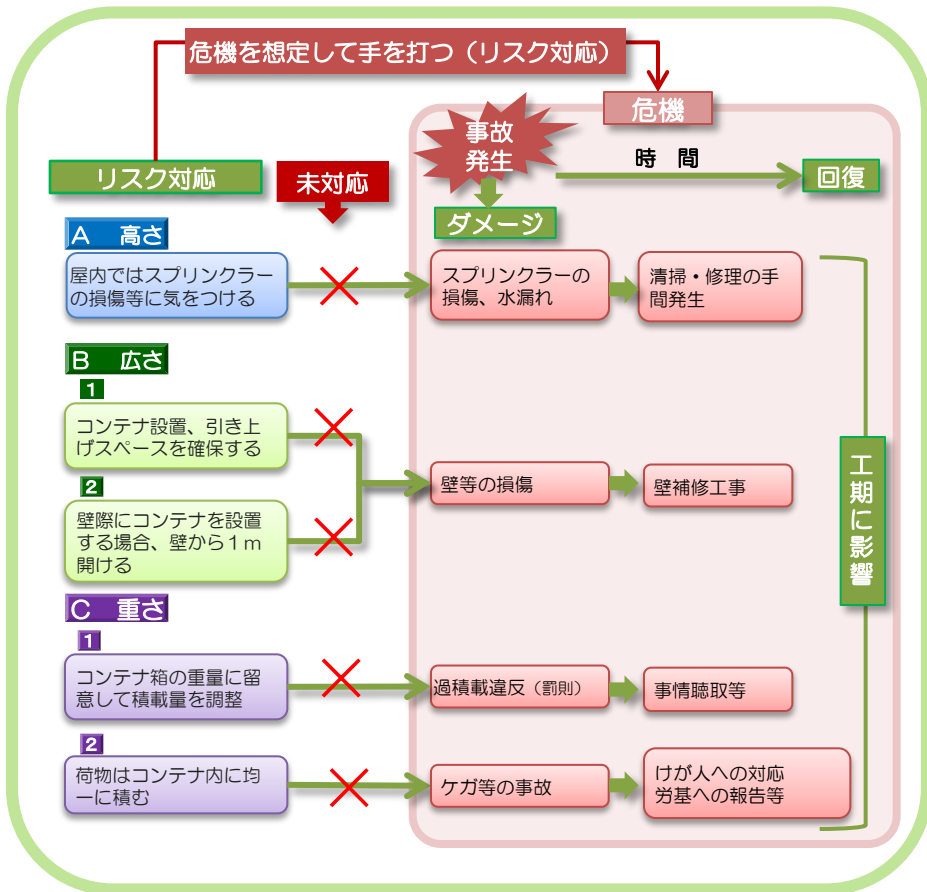 危機を想定して手を打つ（リスク対応）
危機
事故
発生
時　間
回復
リスク対応
未対応
ダメージ
A　高さ
屋内ではスプリンクラー
の損傷等に気をつける
スプリンクラーの
損傷、水漏れ
清掃・修理の手
間発生
B　広さ
1
コンテナ設置、引き上
げスペースを確保する
2
壁際にコンテナを設置
する場合、壁から１ｍ
開ける
壁等の損傷
壁補修工事
工期に影響
C　重さ
1
コンテナ箱の重量に留
意して積載量を調整
過積載違反（罰則）
事情聴取等
2
荷物はコンテナ内に均
一に積む
ケガ等の事故
けが人への対応
労基への報告等